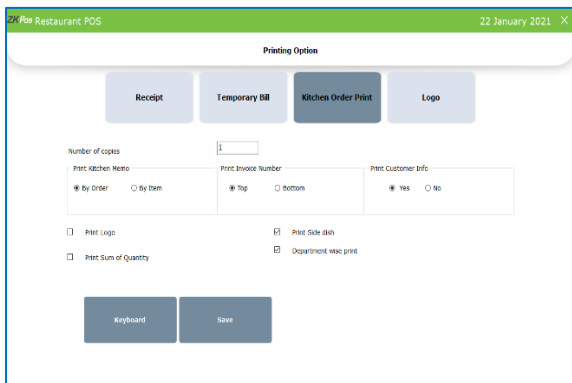 ZKPos Restaurant POS 22 January 2021 X
Printing Option
Receipt Temporary Bill Kitchen Order Print Logo
Number of copies 1
Print Kitchen Memo Print Invoice Number Print Customer Info
By Order By Item Top Bottom Yes No
Print Logo Print Side dish
Department wise print
Print Sum of Quantity
Keyboard Save